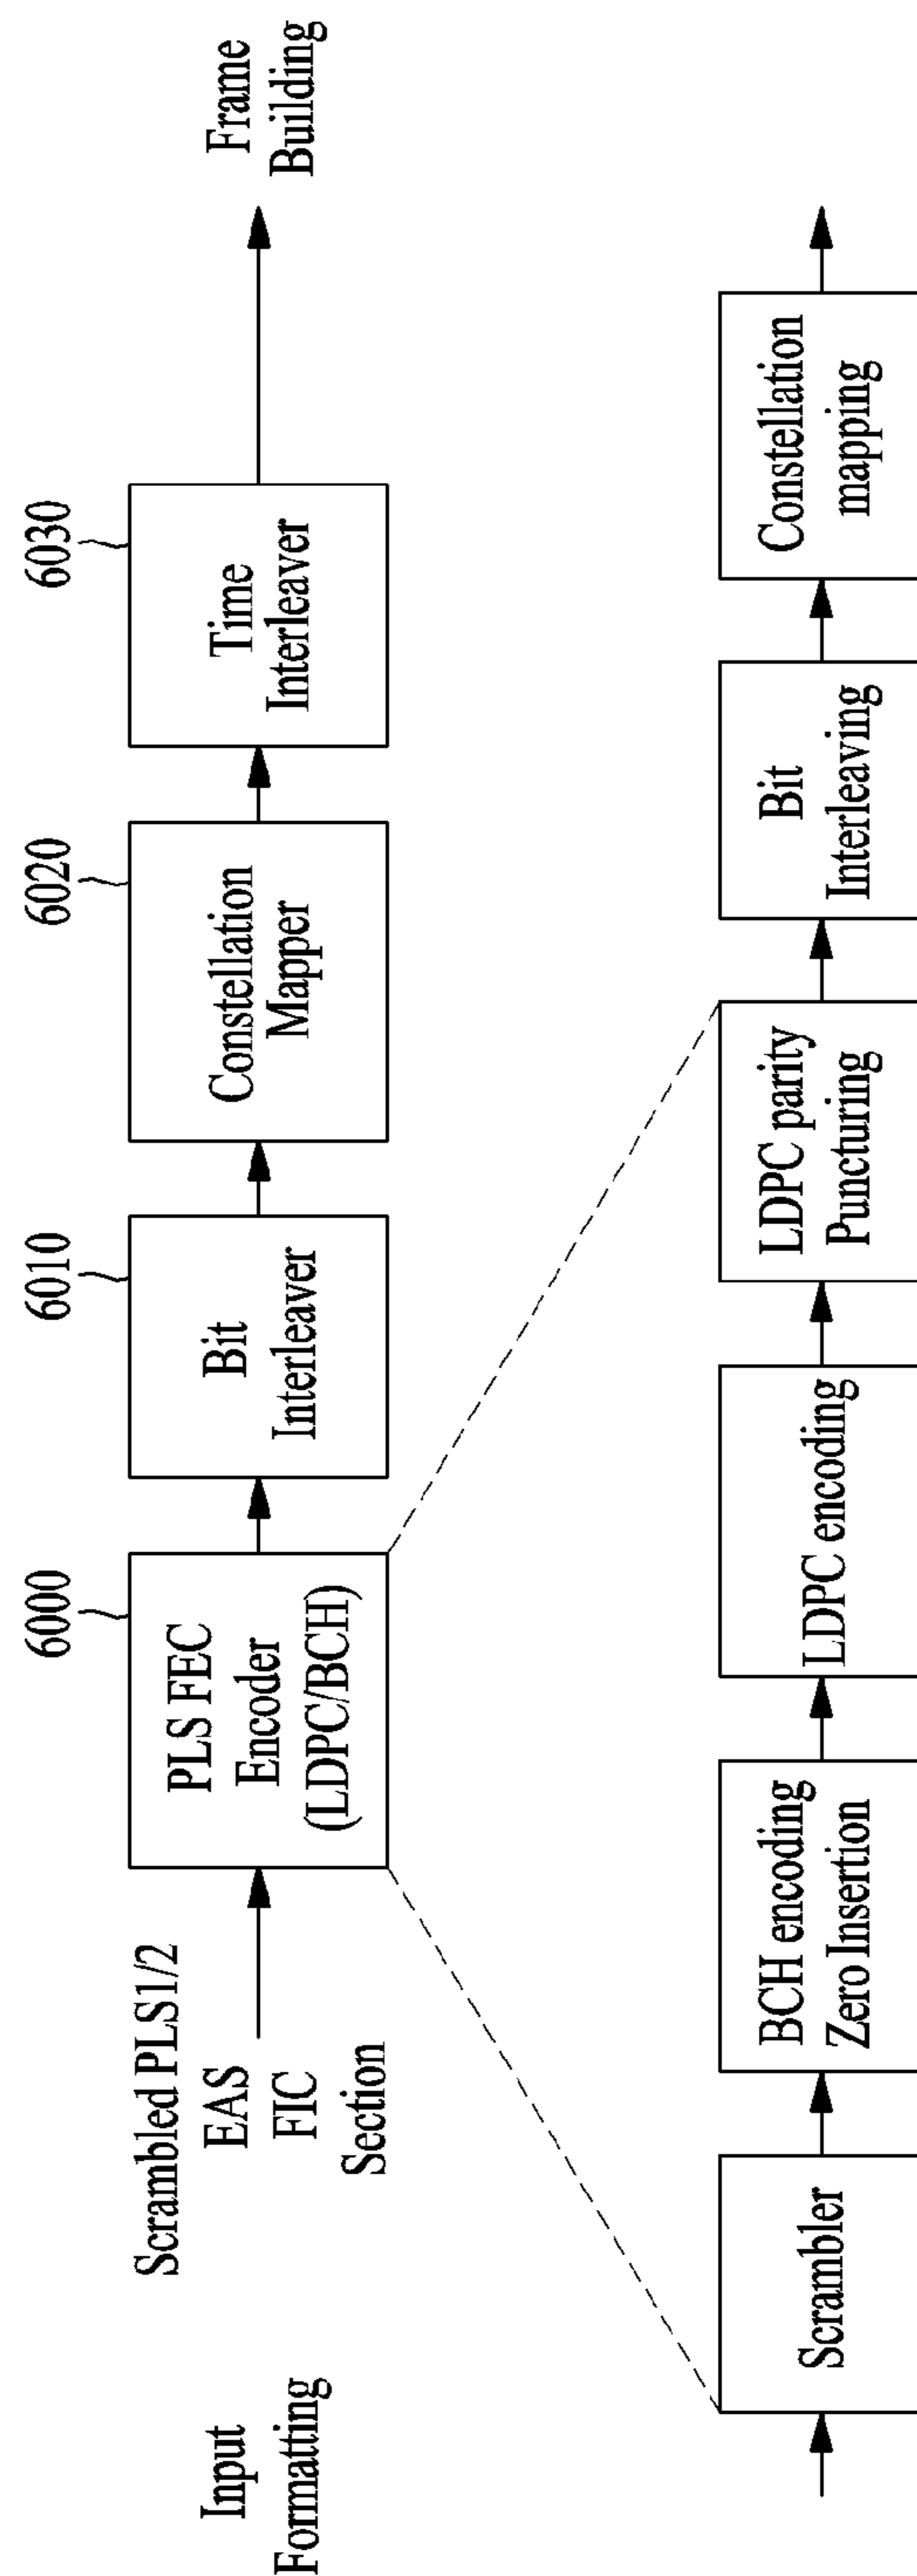 Input
Formatting
Scrambled PLS1/2
EAS
FIC
Section
6000
PLS FEC
Encoder
(LDPC/BCH)
6010
Bit
Interleaver
6020
Constellation
Mapper
6030
Time
Interleaver
Frame
Building
Scrambler
BCH encoding
Zero Insertion
LDPC encoding
LDPC parity
Puncturing
Bit
Interleaving
Constellation
mapping